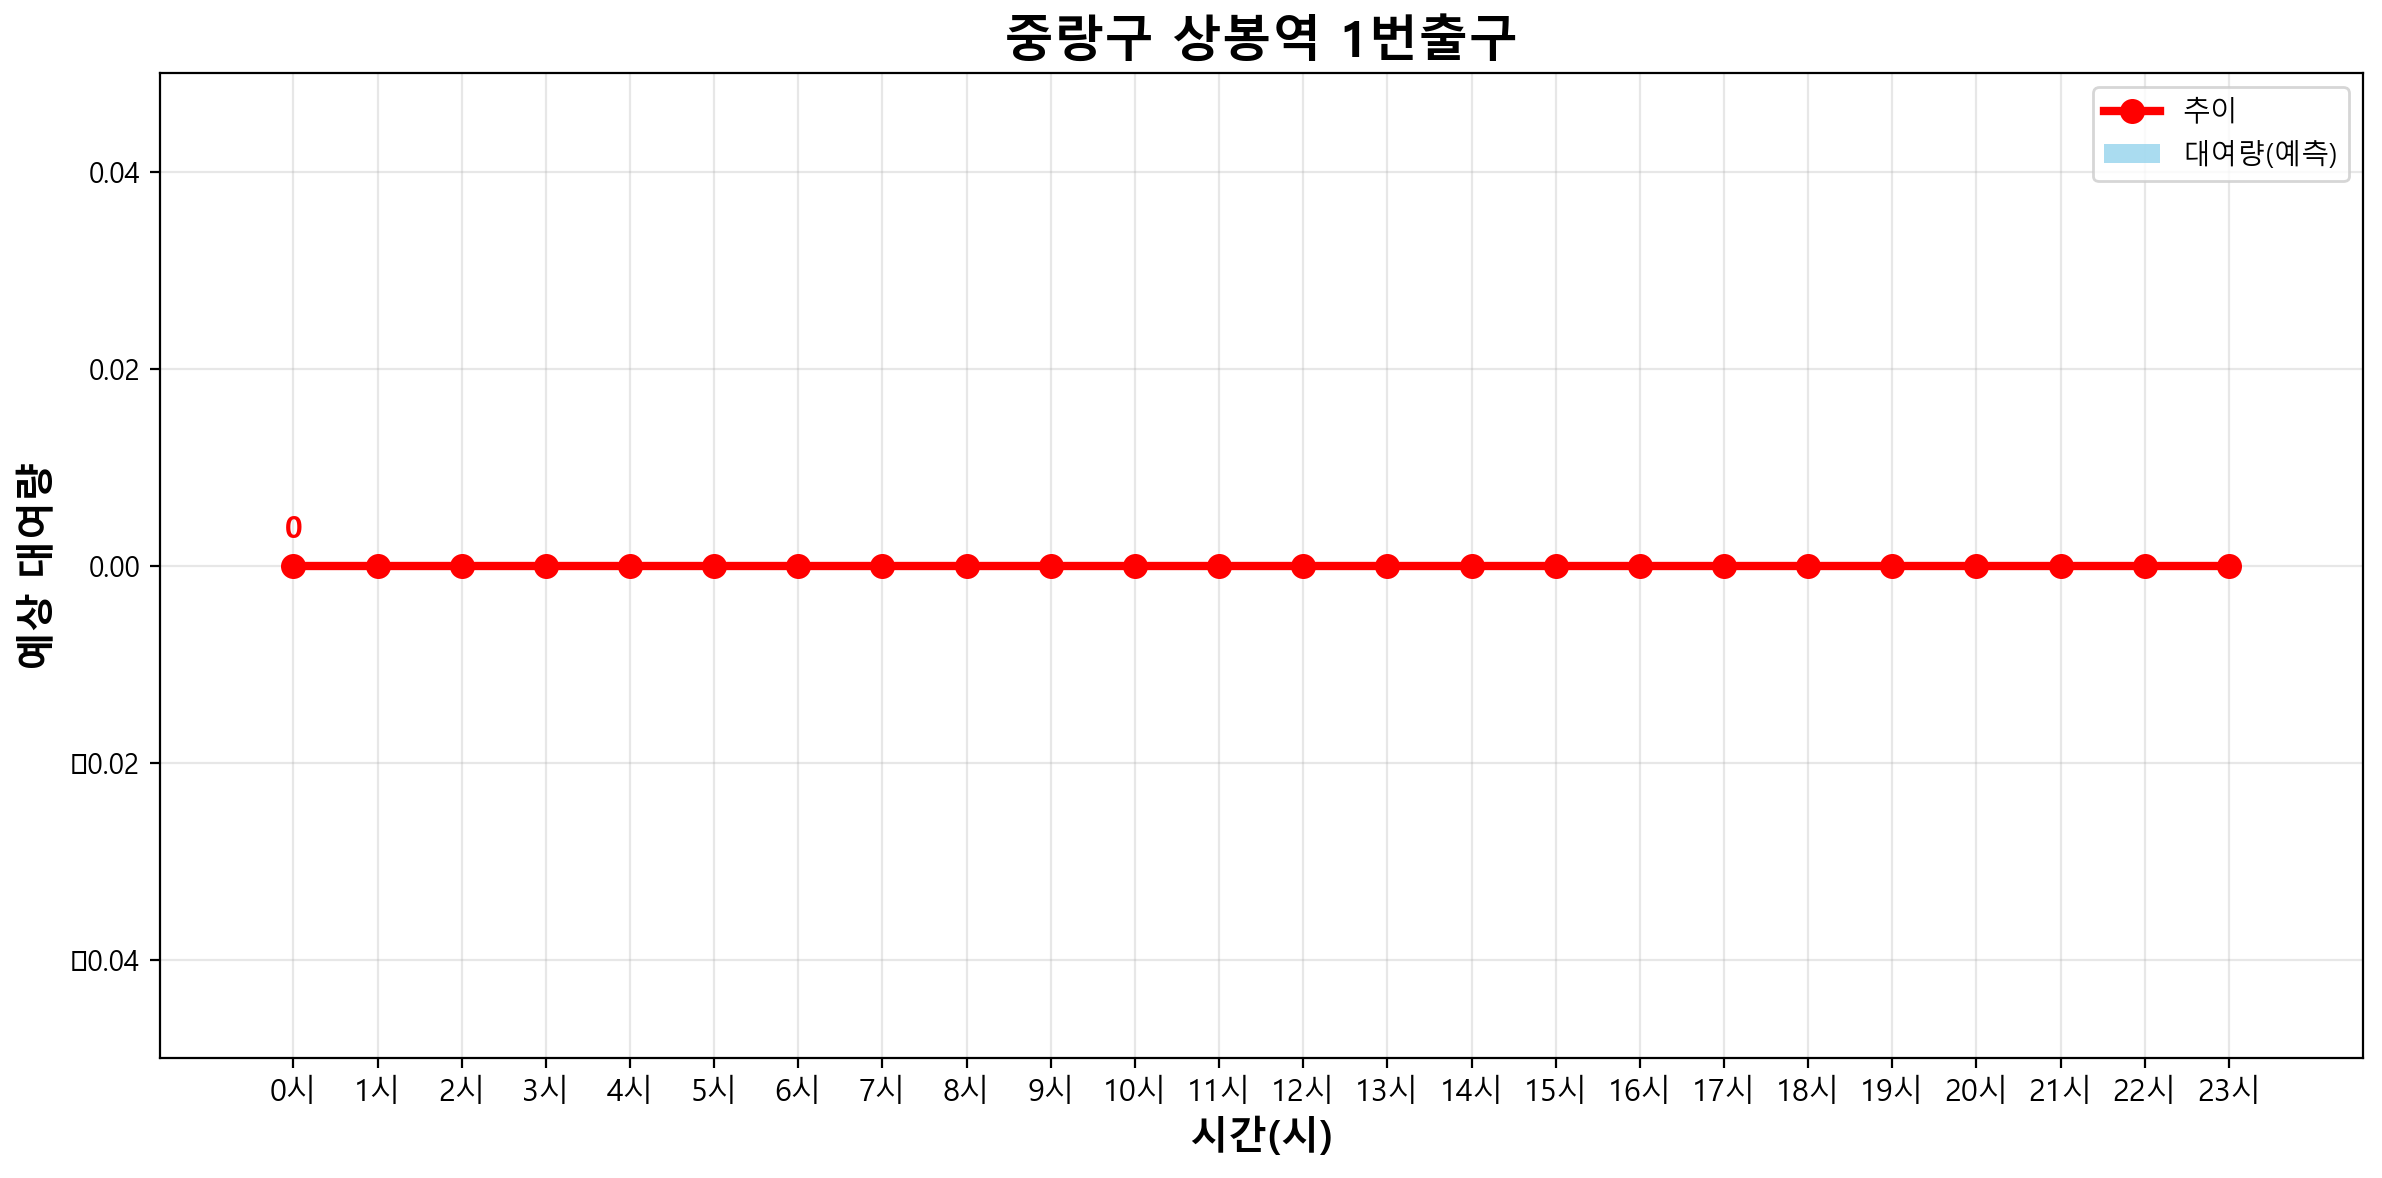 중랑구 상봉역 1번출구
추이
대여량(예측)
예상 대여량
0.04
0.02
0.00
□0.02
□0.04
0
0시 1시 2시 3시 4시 5시 6시 7시 8시 9시 10시 11시 12시 13시 14시 15시 16시 17시 18시 19시 20시 21시 22시 23시
시간(시)